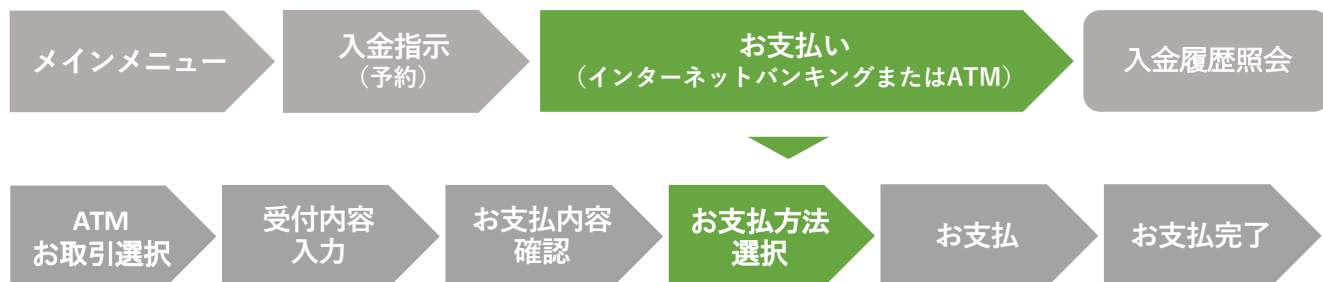 メインメニュー
入金指示
（予約）
お支払い
（インターネットバンキングまたはATM）
入金履歴照会
ATM
お取引選択
受付内容
入力
お支払内容
確認
お支払方法
選択
お支払
お支払完了